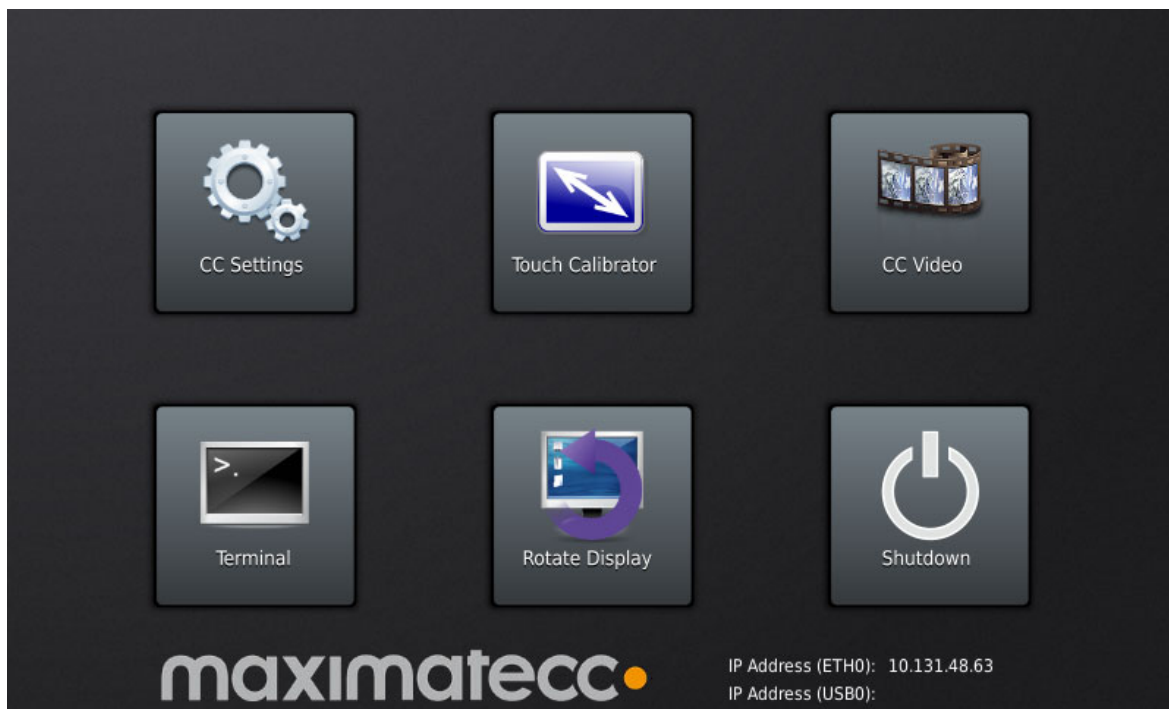 CC Settings
Touch Calibrator
CC Video
>.
Terminal
Rotate Display
Shutdown
maximatecc
IP Address (ETH0): 10.131.48.63
IP Address (USB0):